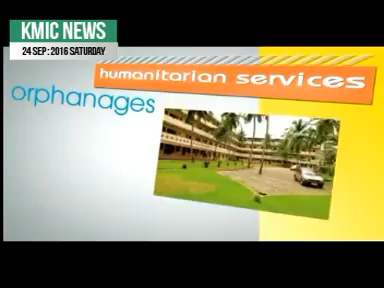 KMIC NEWS
24 SEP : 2016 SATURDAY
humanitarian services
orphanages